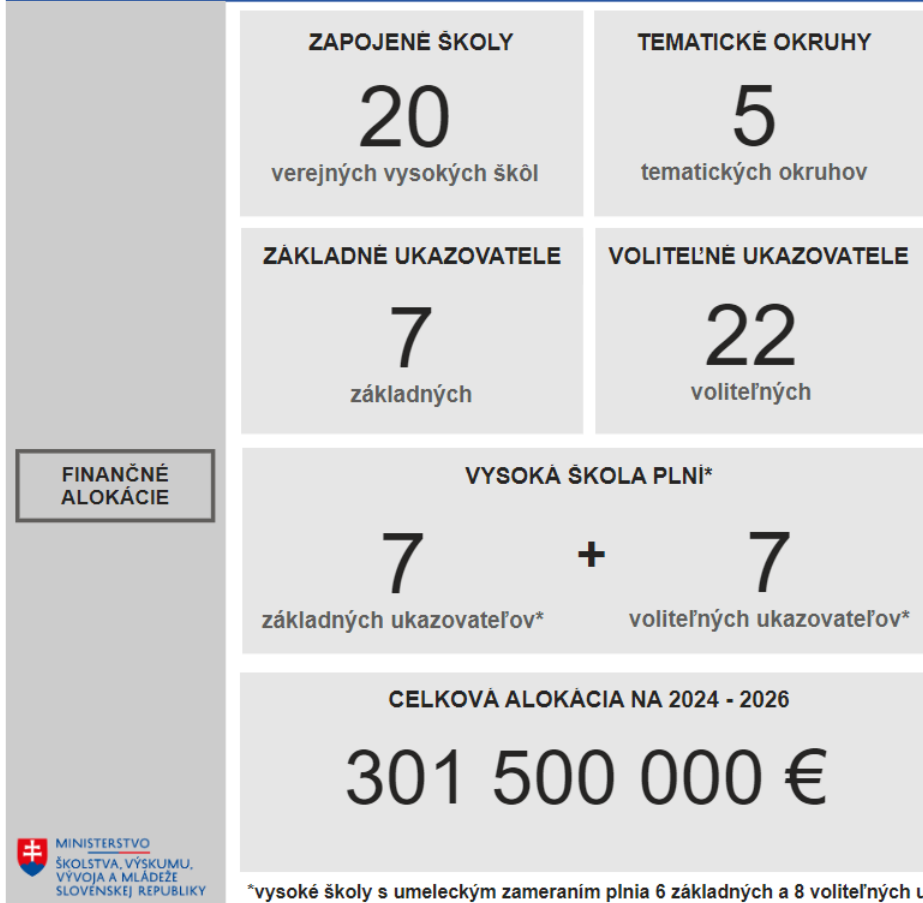 ZAPOJENÉ ŠKOLY
20
verejných vysokých škôl
TEMATICKÉ OKRUHY
5
tematických okruhov
ZÁKLADNÉ UKAZOVATELE
7
základných
VOLITEĽNÉ UKAZOVATELE
22
voliteľných
FINANČNÉ
ALOKÁCIE
VYSOKÁ ŠKOLA PLNÍ*
7 + 7
základných ukazovateľov* voliteľných ukazovateľov*
CELKOVÁ ALOKÁCIA NA 2024 - 2026
301 500 000 €
MINISTERSTVO
ŠKOLSTVA, VÝSKUMU,
VÝVOJA A MLÁDEŽE
SLOVENSKEJ REPUBLIKY
*vysoké školy s umeleckým zameraním plnia 6 základných a 8 voliteľných